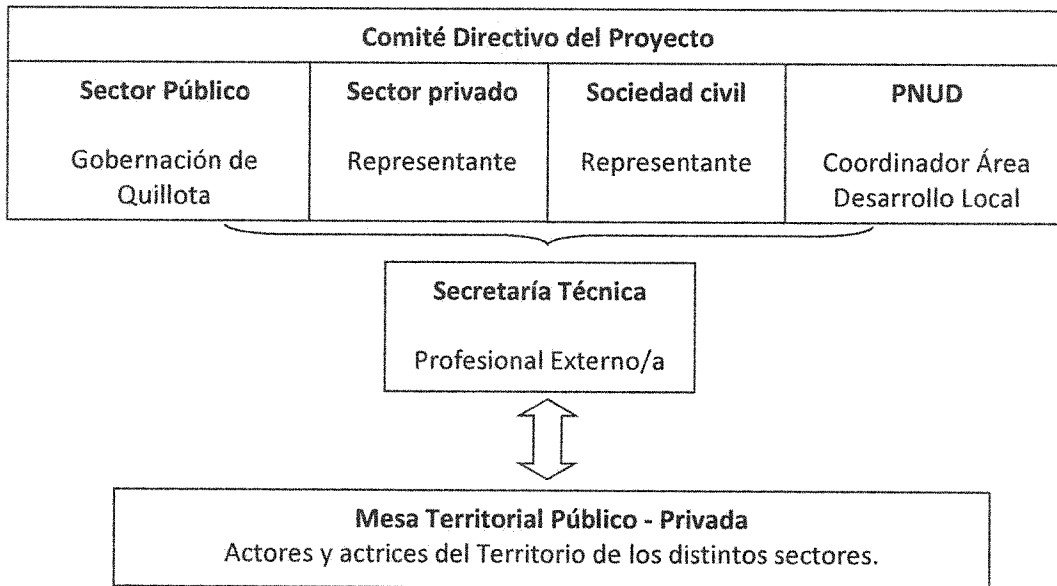 Comité Directivo del Proyecto
Sector Público
Gobernación de
Quillota
Sector privado
Representante
Sociedad civil
Representante
PNUD
Coordinador Área
Desarrollo Local
Secretaría Técnica
Profesional Externo/a
Mesa Territorial Público - Privada
Actores y actrices del Territorio de los distintos sectores.